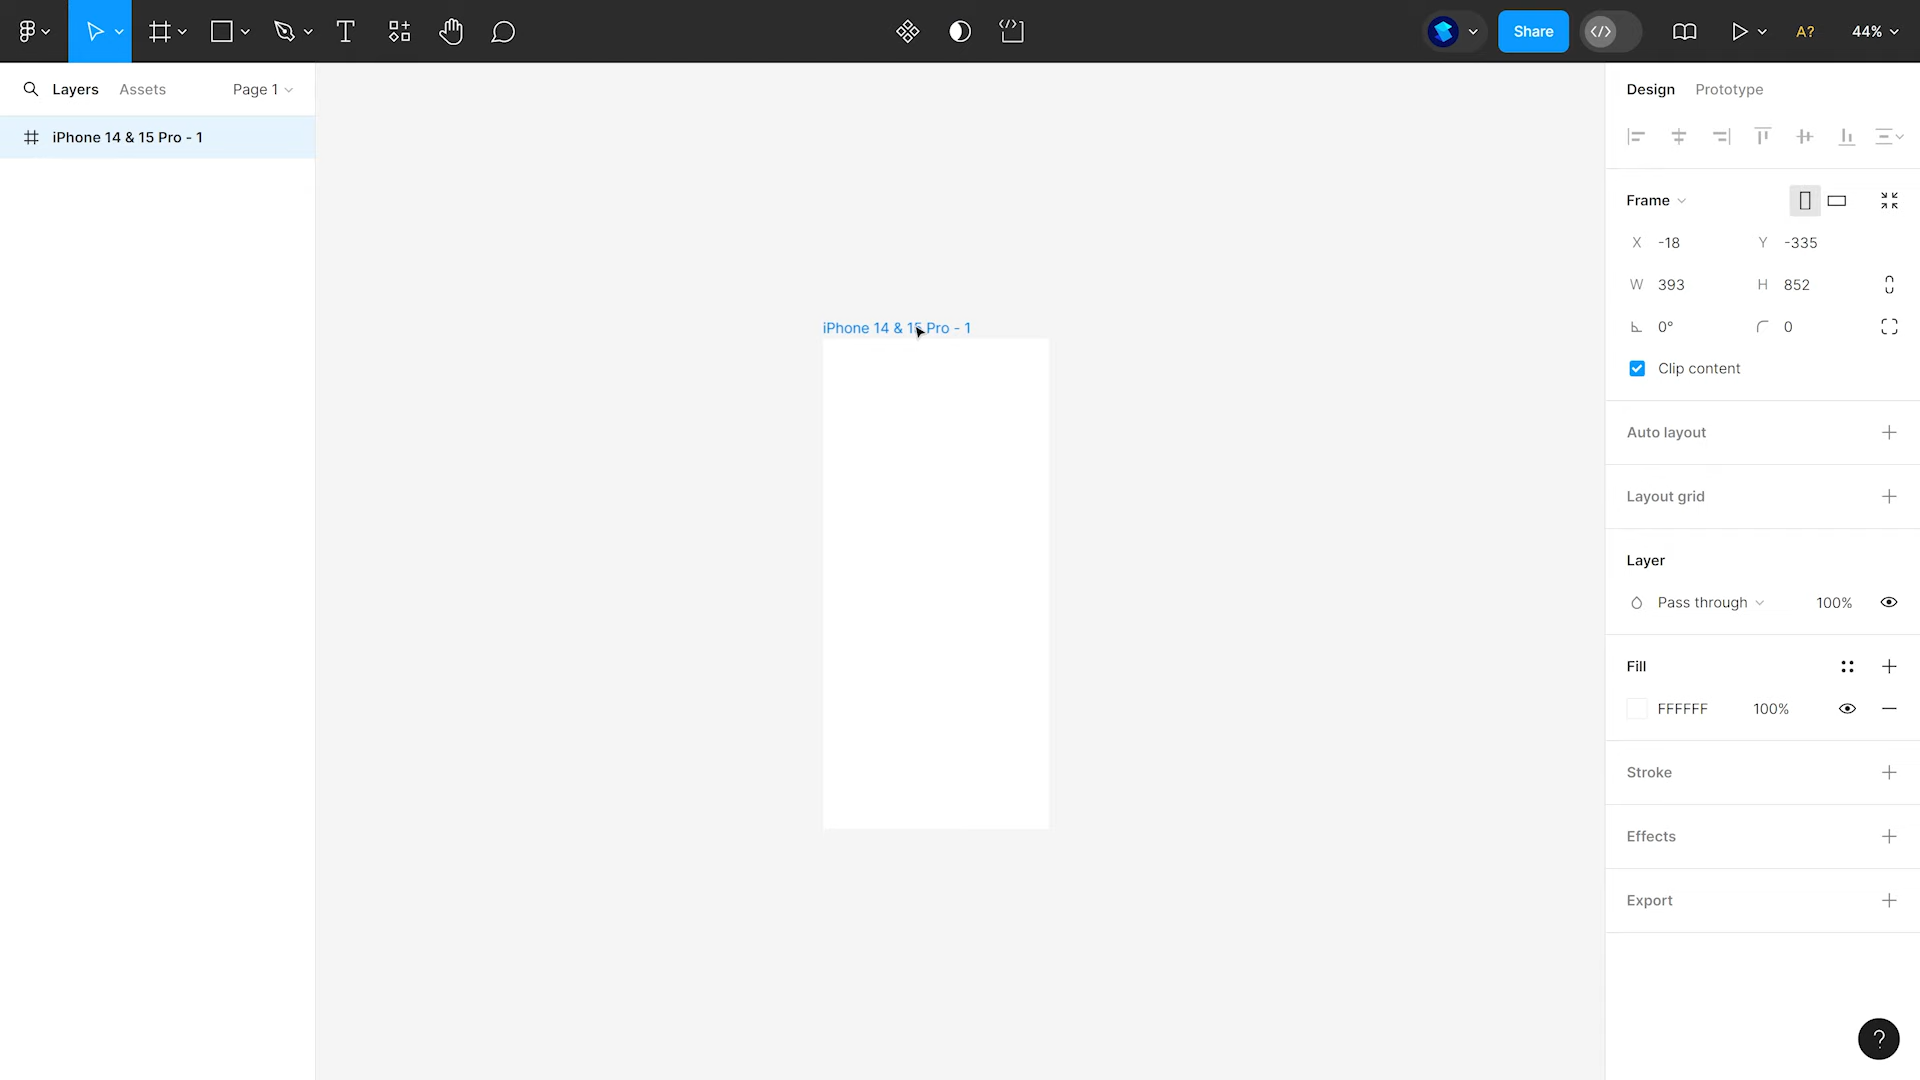 Share
A?
44%
Layers
Assets
Page 1
iPhone 14 & 15 Pro - 1
iPhone 14 & 15 Pro - 1
Design
Prototype
Frame
X -18
Y -335
W 393
H 852
0°
0
Clip content
Auto layout
Layout grid
Layer
Pass through
100%
Fill
FFFFFF
100%
Stroke
Effects
Export
?